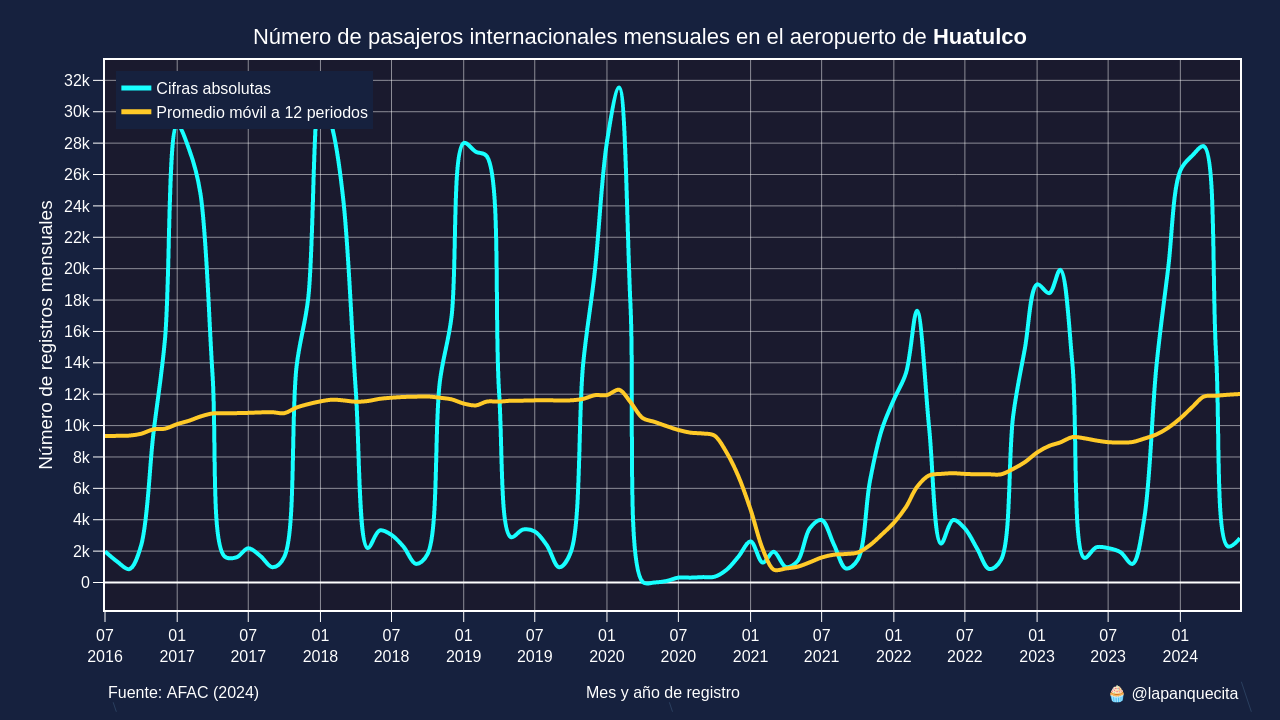 Número de pasajeros internacionales mensuales en el aeropuerto de Huatulco
Cifras absolutas
Promedio móvil a 12 periodos
Número de registros mensuales
32k
30k
28k
26k
24k
22k
20k
18k
16k
14k
12k
10k
8k
6k
4k
2k
0
07 01 07 01 07 01 07 01 07 01 07 01 07 01 07 01
2016 2017 2017 2018 2018 2019 2019 2020 2020 2021 2021 2022 2022 2023 2023 2024
Fuente: AFAC (2024) Mes y año de registro 🧁 @lapanquecita